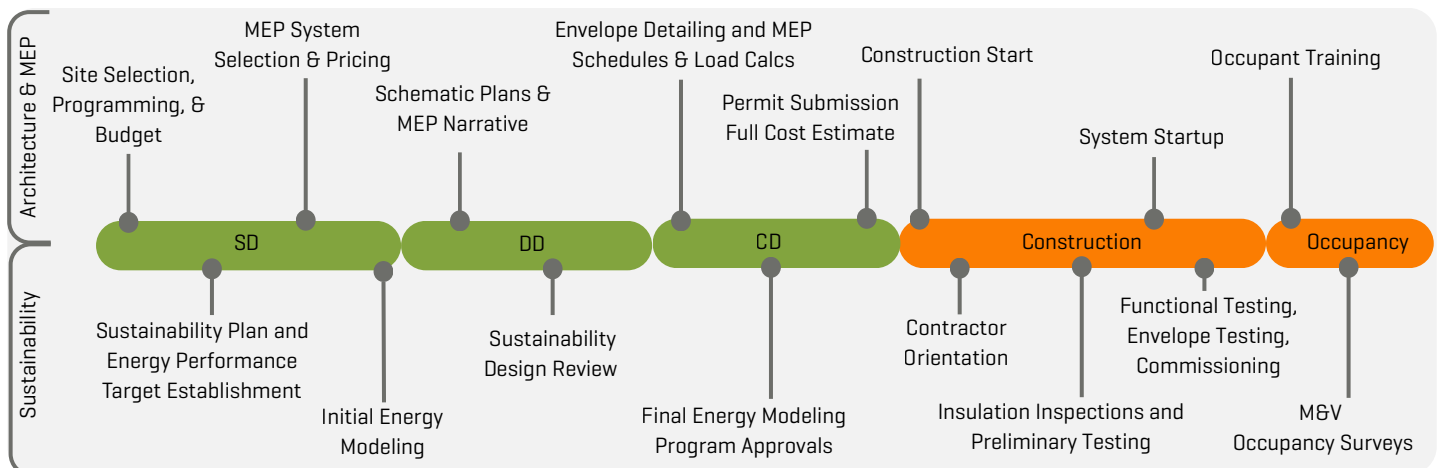 Architecture & MEP
Site Selection,
Programming, &
Budget
MEP System
Selection & Pricing
Schematic Plans &
MEP Narrative
Envelope Detailing and MEP
Schedules & Load Calcs
Permit Submission
Full Cost Estimate
Construction Start
System Startup
Occupant Training
SD
DD
CD
Construction
Occupancy
Sustainability
Sustainability Plan and
Energy Performance
Target Establishment
Initial Energy
Modeling
Sustainability
Design Review
Final Energy Modeling
Program Approvals
Contractor
Orientation
Insulation Inspections and
Preliminary Testing
Functional Testing,
Envelope Testing,
Commissioning
M&V
Occupancy Surveys